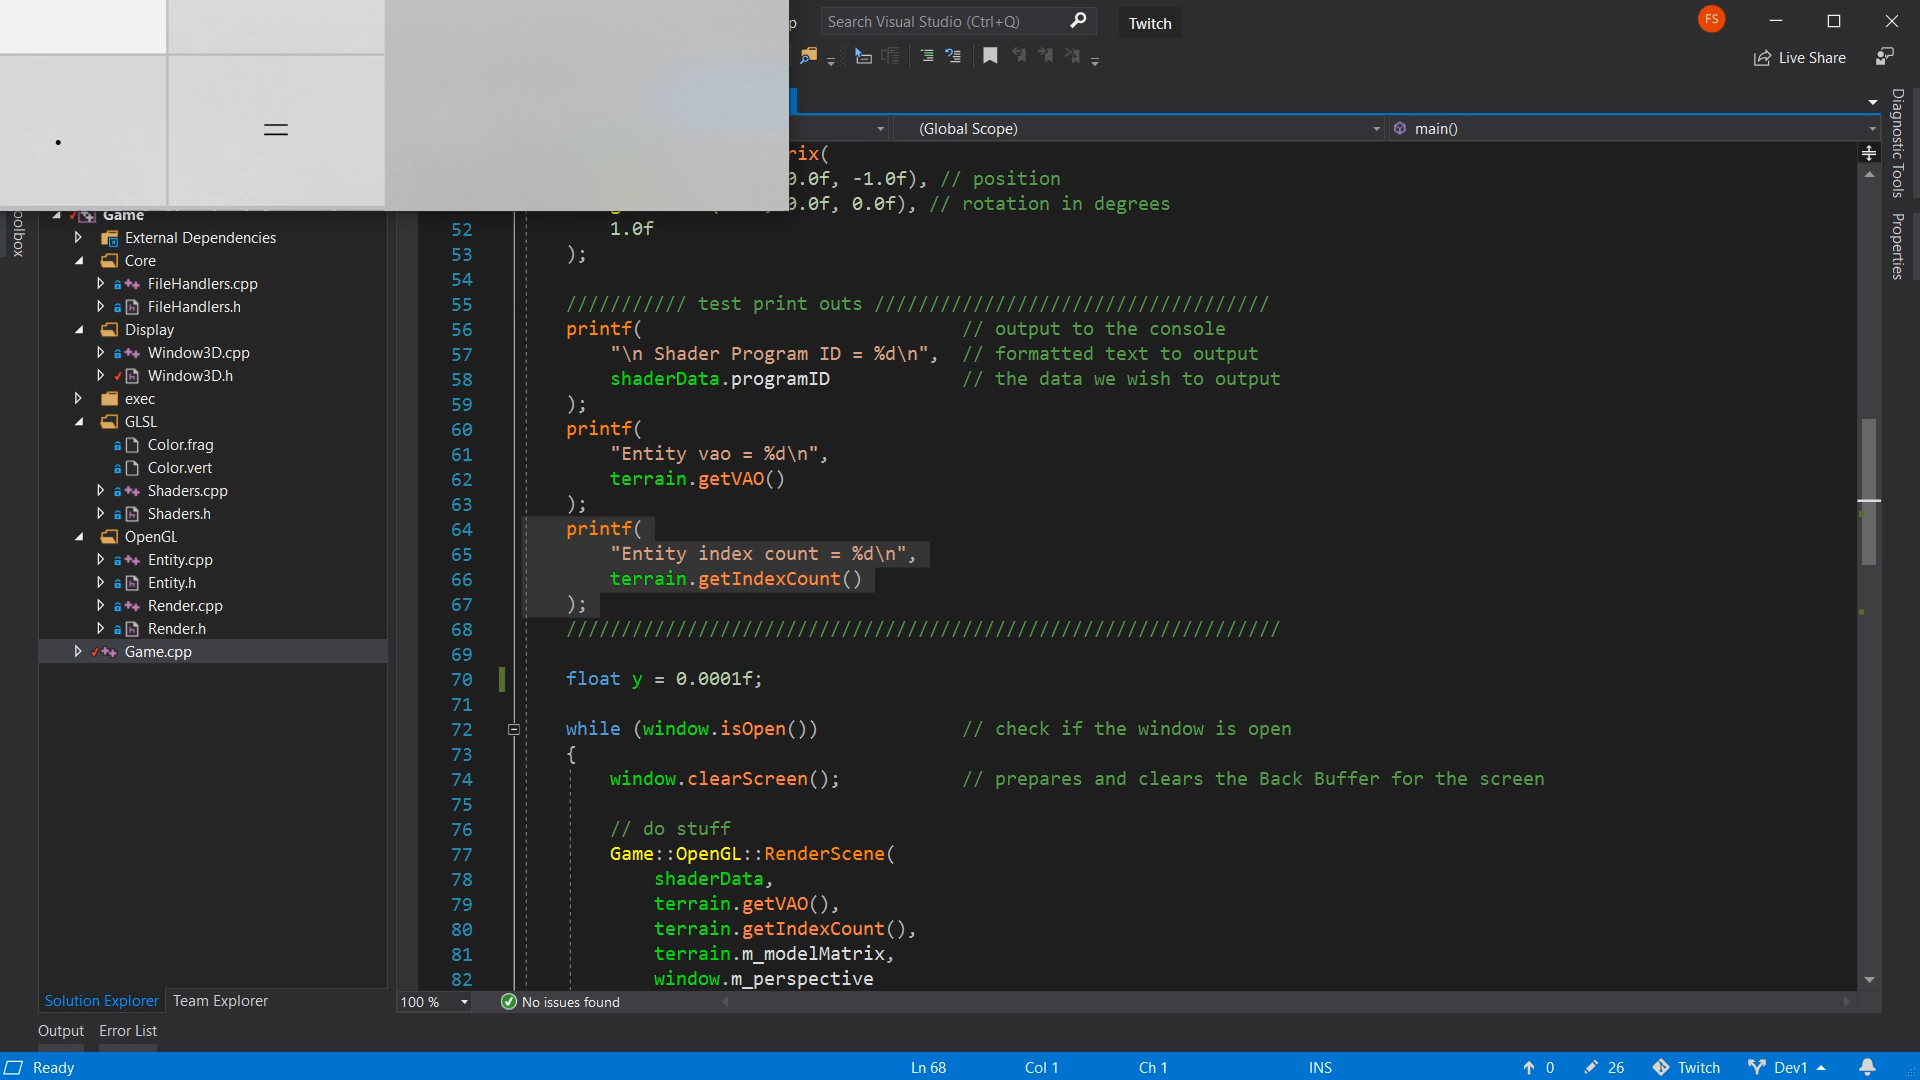 p
Search Visual Studio (Ctrl+Q)
Twitch
FS
Live Share
.
=
(Global Scope)
main()
Diagnostic Tools
Properties
Game
External Dependencies
Core
FileHandlers.cpp
FileHandlers.h
Display
Window3D.cpp
Window3D.h
exec
GLSL
Color.frag
Color.vert
Shaders.cpp
Shaders.h
OpenGL
Entity.cpp
Entity.h
Render.cpp
Render.h
Game.cpp
rix(
0.0f, -1.0f), // position
0.0f, 0.0f), // rotation in degrees
52 1.0f
53 );
54
55 /////////// test print outs ////////////////////////////////////
56 printf( // output to the console
57 "\n Shader Program ID = %d\n", // formatted text to output
58 shaderData.programID // the data we wish to output
59 );
60 printf(
61 "Entity vao = %d\n",
62 terrain.getVAO()
63 );
64 printf(
65 "Entity index count = %d\n",
66 terrain.getIndexCount()
67 );
68 /////////////////////////////////////////////////////////////////
69
70 float y = 0.0001f;
71
72 while (window.isOpen()) // check if the window is open
73 {
74 window.clearScreen(); // prepares and clears the Back Buffer for the screen
75
76 // do stuff
77 Game::OpenGL::RenderScene(
78 shaderData,
79 terrain.getVAO(),
80 terrain.getIndexCount(),
81 terrain.m_modelMatrix,
82 window.m_perspective
Solution Explorer Team Explorer
100 % No issues found
Output Error List
Ready Ln 68 Col 1 Ch 1 INS 0 26 Twitch Dev1